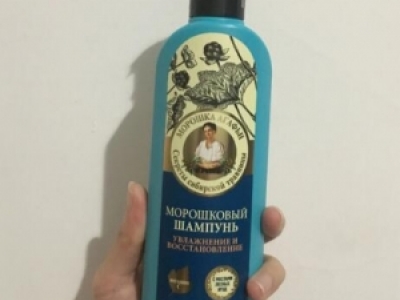 МОРОШКА АГАФЬИ
Секреты сибирской травницы
МОРОШКОВЫЙ
ШАМПУНЬ
УВЛАЖНЕНИЕ И
ВОССТАНОВЛЕНИЕ